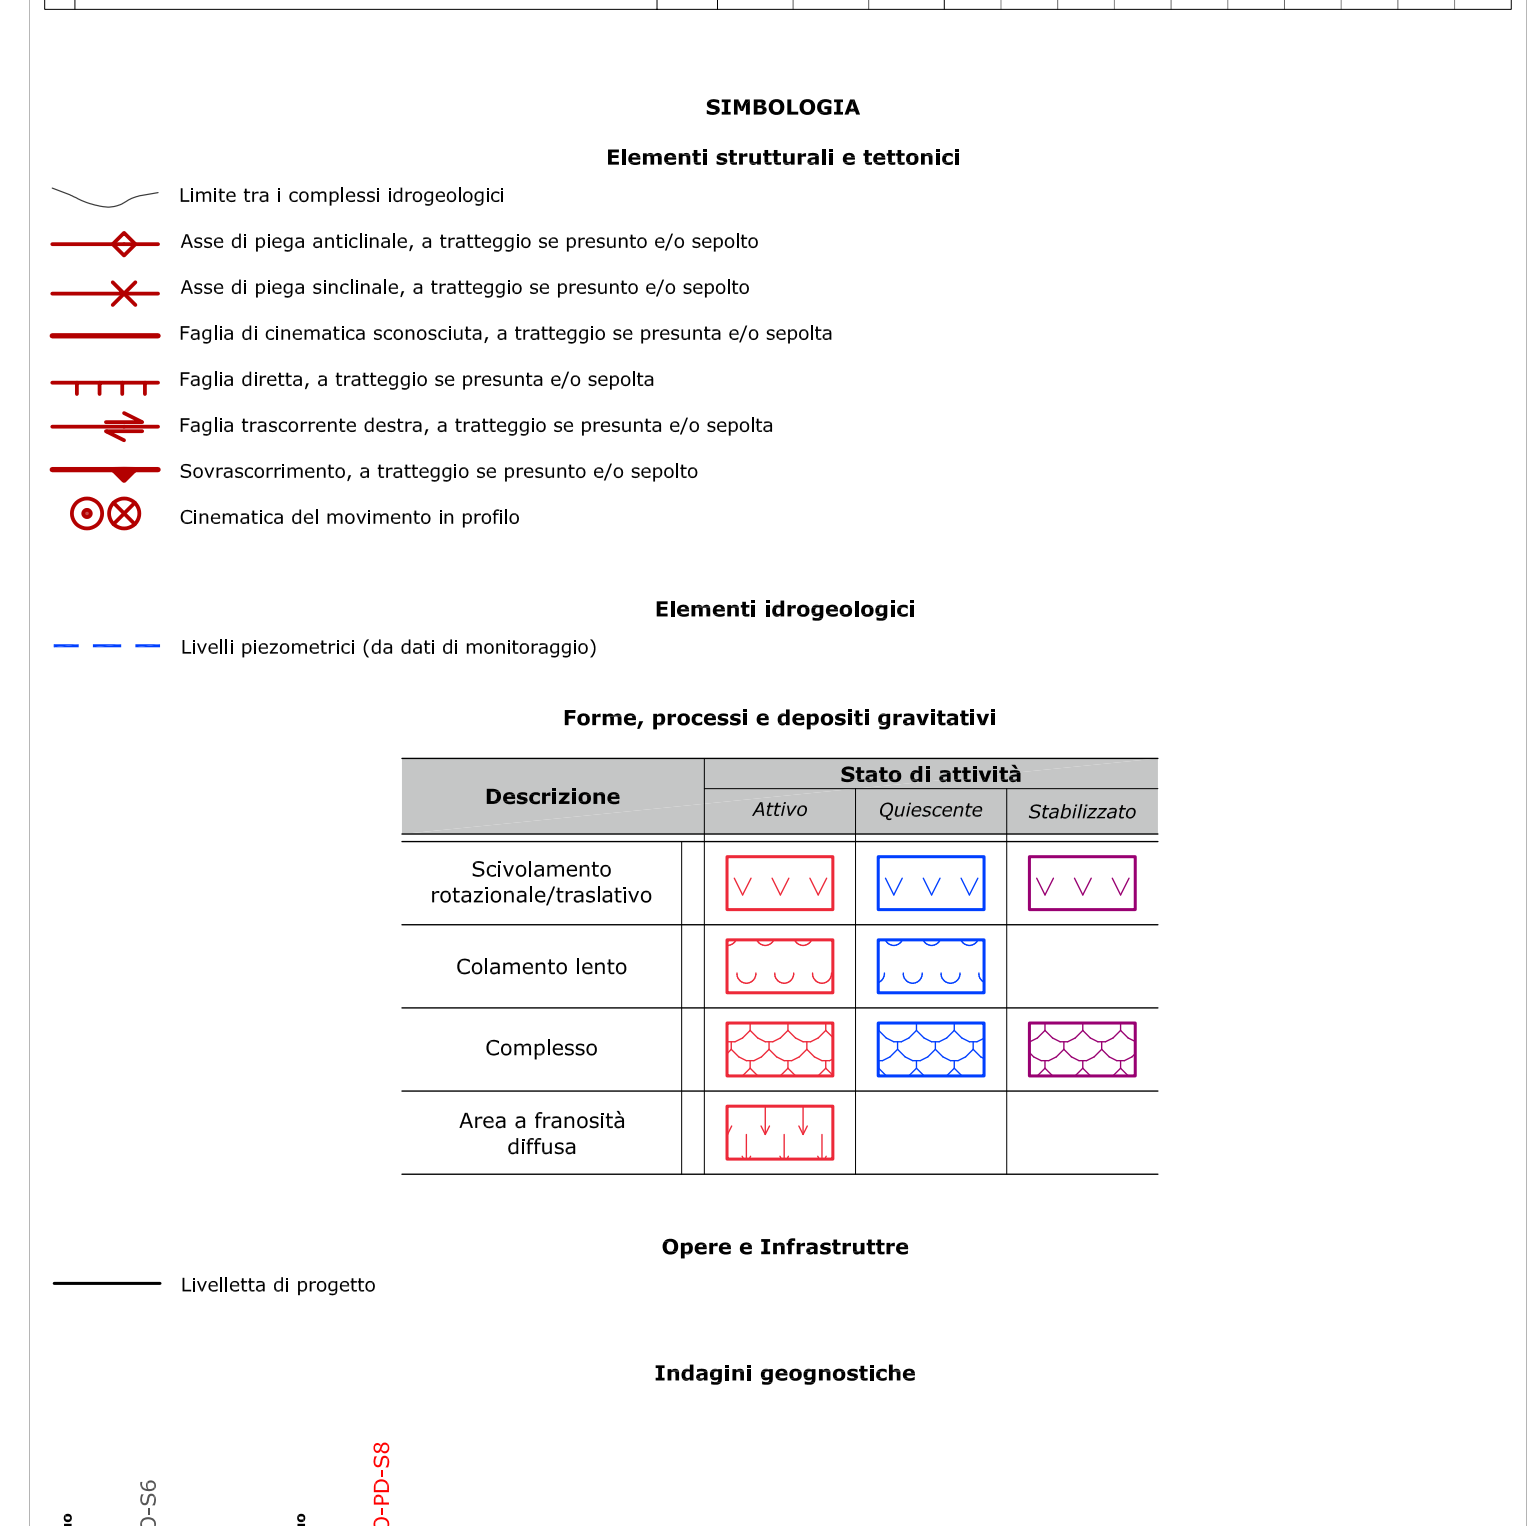 SIMBOLOGIA
Elementi strutturali e tettonici
Limite tra i complessi idrogeologici
Asse di piega anticlinale, a tratteggio se presunto e/o sepolto
Asse di piega sinclinale, a tratteggio se presunto e/o sepolto
Faglia di cinematica sconosciuta, a tratteggio se presunta e/o sepolta
Faglia diretta, a tratteggio se presunta e/o sepolta
Faglia trascorrente destra, a tratteggio se presunta e/o sepolta
Sovrascorrimento, a tratteggio se presunto e/o sepolto
Cinematica del movimento in profilo
Elementi idrogeologici
Livelli piezometrici (da dati di monitoraggio)
Forme, processi e depositi gravitativi
Descrizione
Stato di attività
Attivo
Quiescente
Stabilizzato
Scivolamento
rotazionale/traslativo
Colamento lento
Complesso
Area a franosità
diffusa
Opere e Infrastruttre
Livelletta di progetto
Indagini geognostiche
-S6
-PD-S8